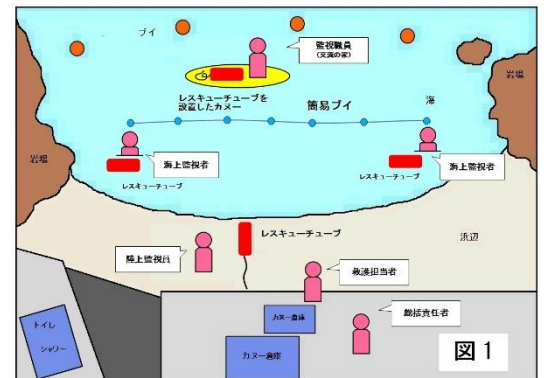 ブイ
監視職員
(交流の家)
岩場
レスキューチューブを
設置したカヌー
簡易ブイ
海
岩場
海上監視者
海上監視者
レスキューチューブ
レスキューチューブ
レスキューチューブ
浜辺
陸上監視員
救護担当者
カヌー倉庫
総括責任者
トイレ
シャワー
カヌー倉庫
図1